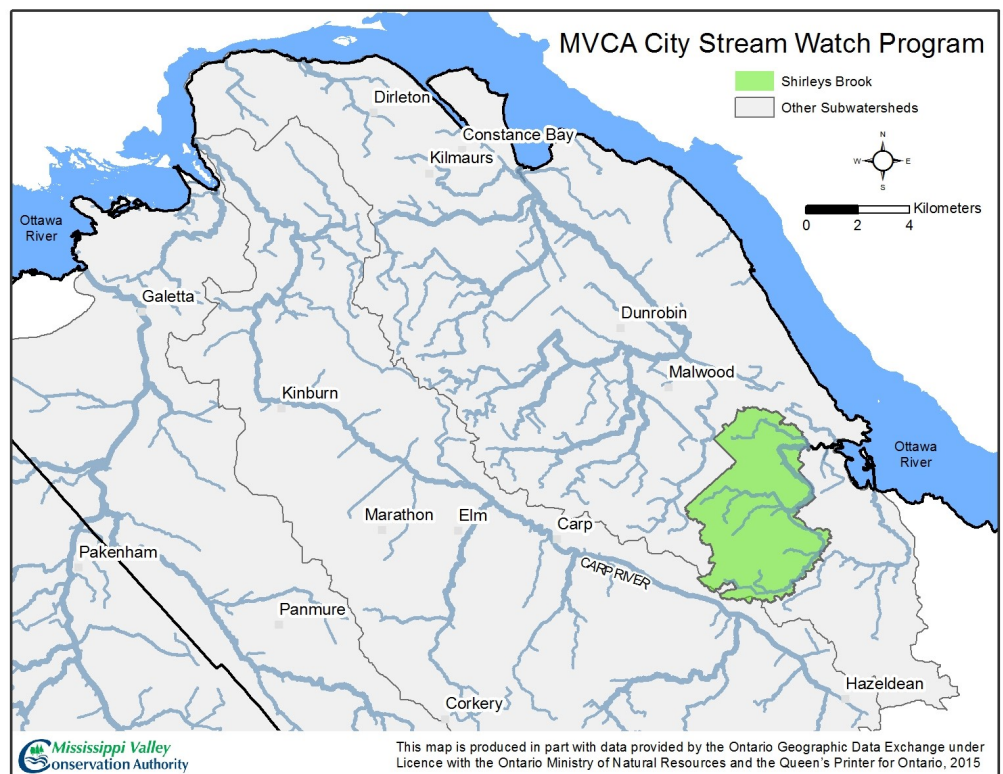 MVCA City Stream Watch Program
Shirleys Brook
Other Subwatersheds
N
W E
S
Kilometers
0 2 4
Dirleton
Constance Bay
Kilmaurs
Ottawa
River
Galetta
Dunrobin
Malwood
Kinburn
Ottawa
River
Marathon
Elm
Carp
CARP RIVER
Pakenham
Panmure
Hazeldean
Corkery
Mississippi Valley
Conservation Authority
This map is produced in part with data provided by the Ontario Geographic Data Exchange under
Licence with the Ontario Ministry of Natural Resources and the Queen's Printer for Ontario, 2015